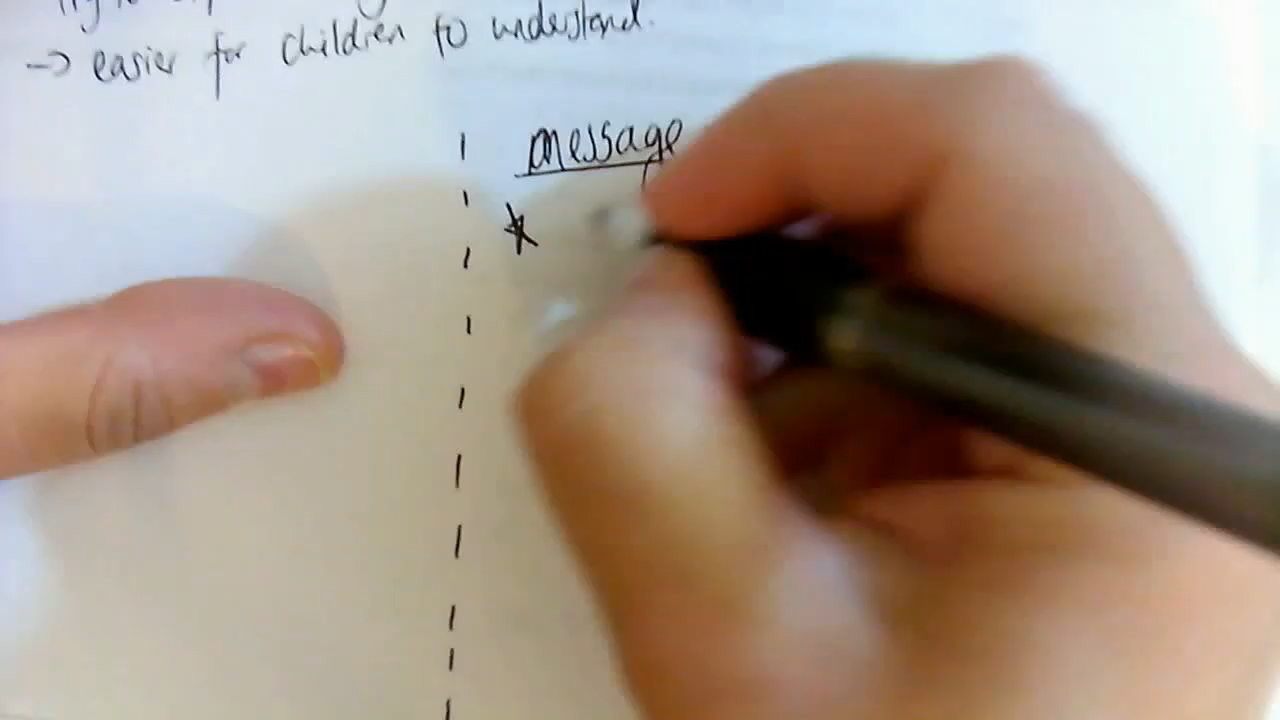 → easier for children to understand.
message
*